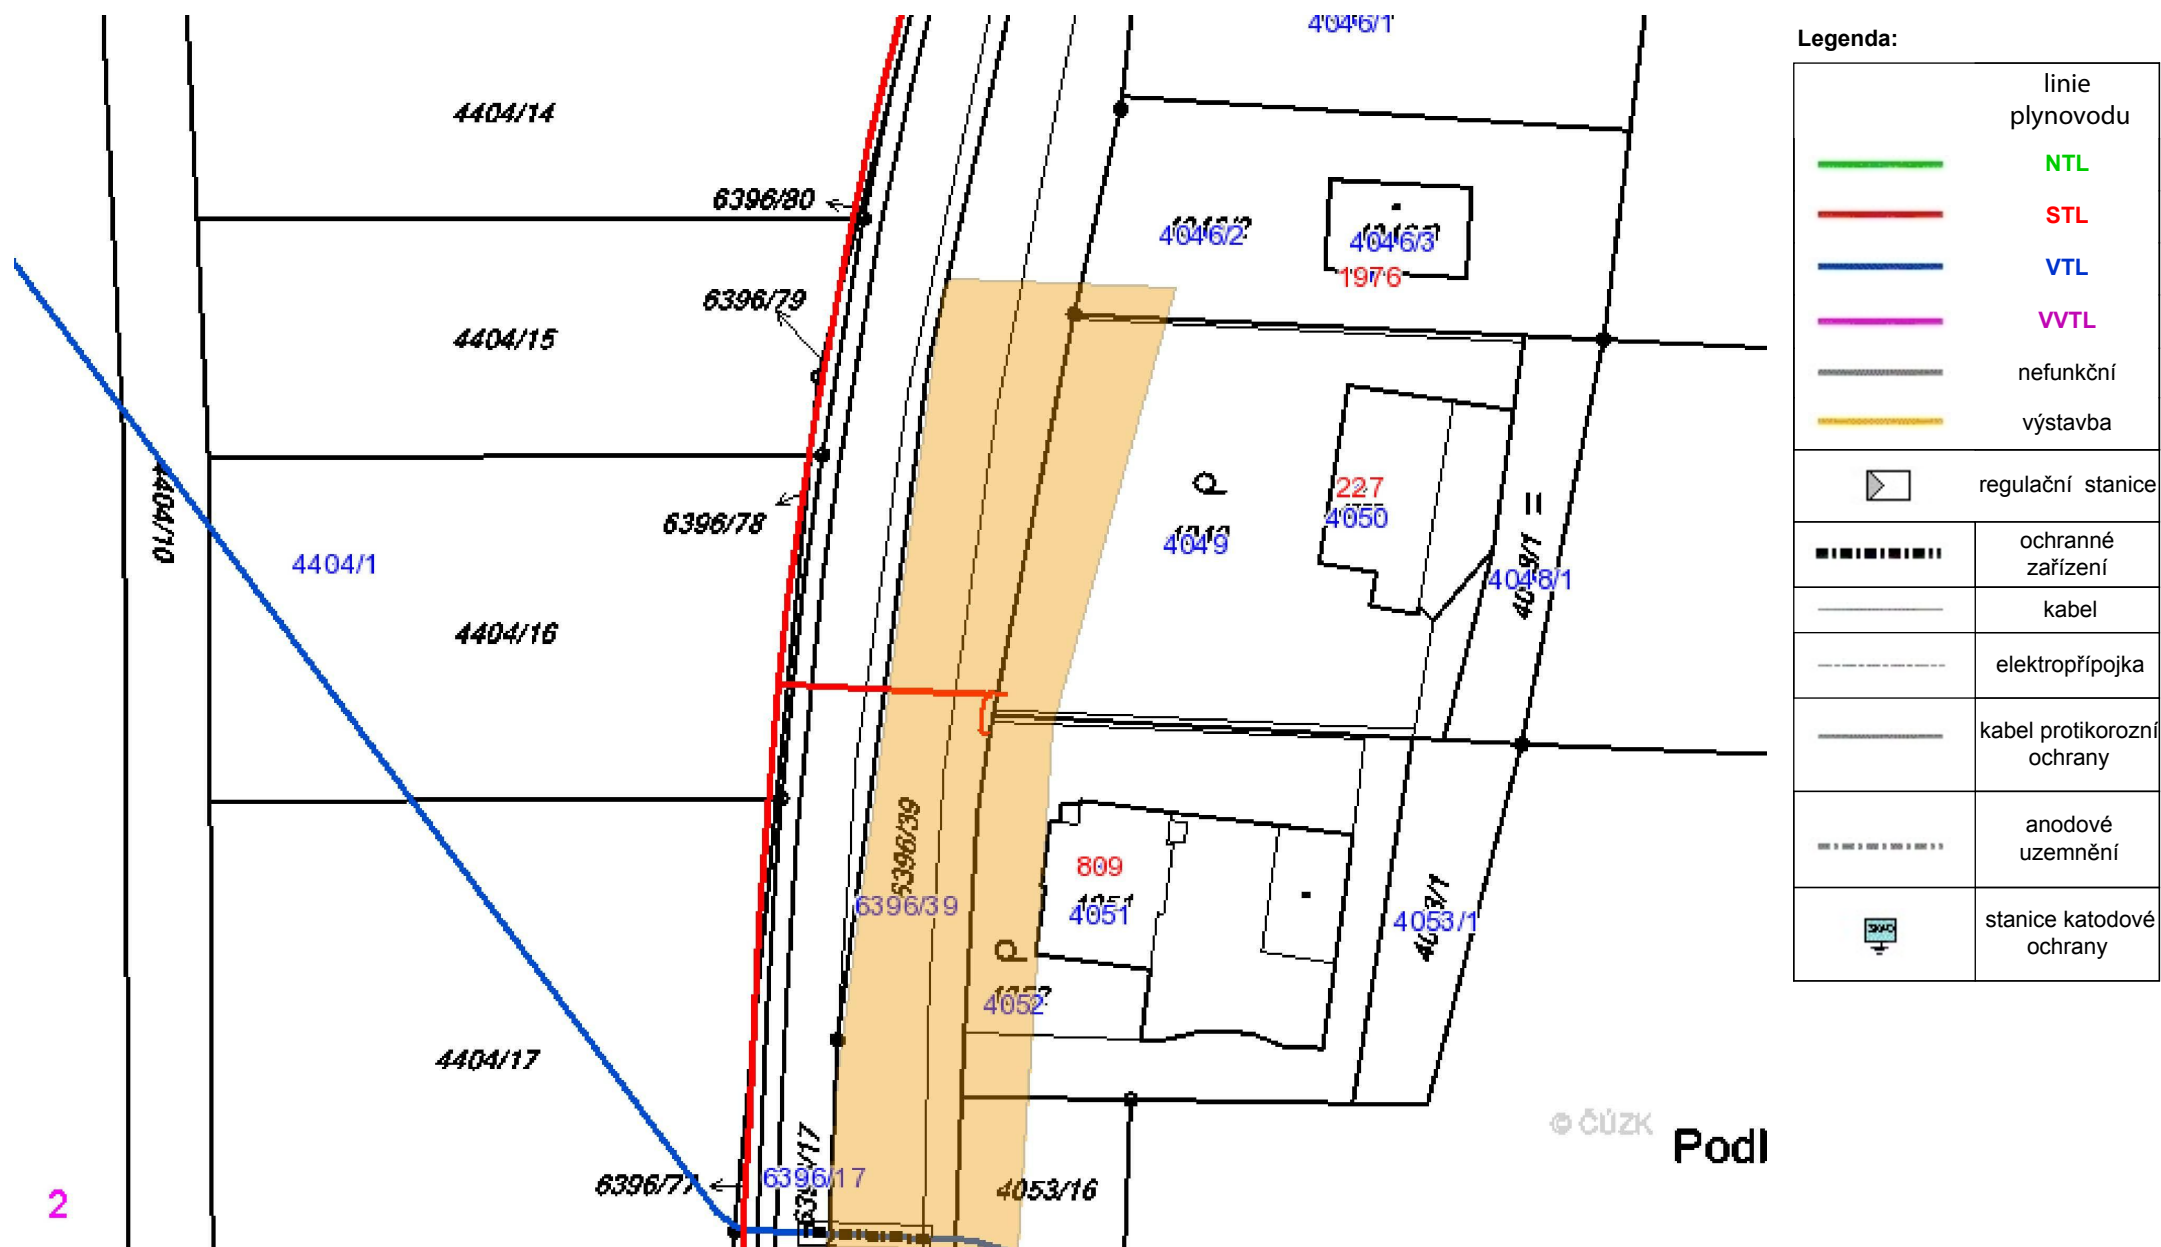 4046/1
4404/14
6396/80
4046/2
4046/3
1976
6396/79
4404/15
227
4050
6396/78
4049
4404/10
4404/1
4048/1
4404/16
6396/39
809
4051
6396/39
4053/1
4052
4404/17
© ČÚZK
Podl
6396/77
6396/17
4053/16
2
Legenda:
linie
plynovodu
NTL
STL
VTL
VVTL
nefunkční
výstavba
regulační stanice
ochranné
zařízení
kabel
elektropřípojka
kabel protikorozní
ochrany
anodové
uzemnění
stanice katodové
ochrany